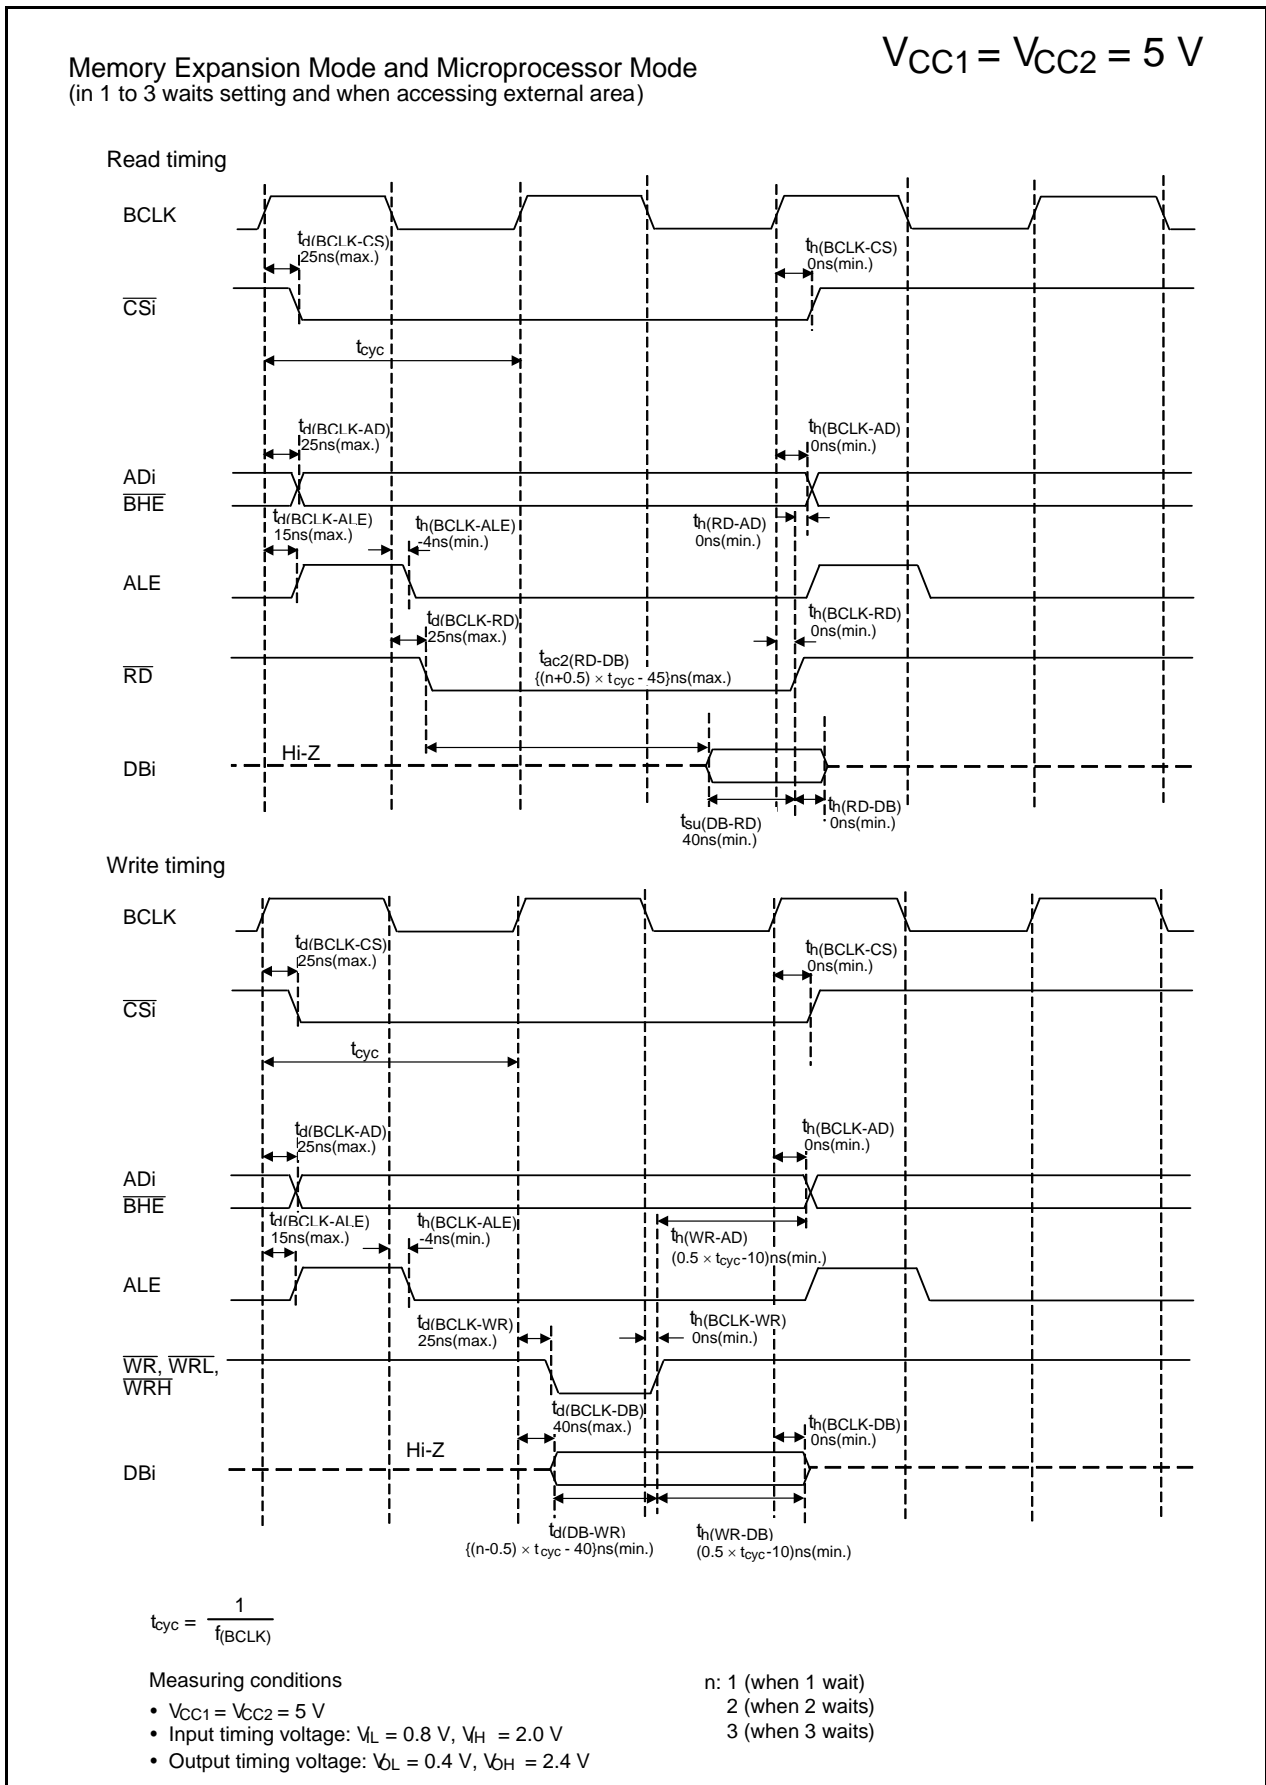 VCC1 = VCC2 = 5 V
Memory Expansion Mode and Microprocessor Mode
(in 1 to 3 waits setting and when accessing external area)
Read timing
BCLK
td(BCLK-CS)
25ns(max.)
th(BCLK-CS)
0ns(min.)
CSi
tcyc
td(BCLK-AD)
25ns(max.)
th(BCLK-AD)
0ns(min.)
ADi
BHE
td(BCLK-ALE)
15ns(max.)
th(BCLK-ALE)
-4ns(min.)
th(RD-AD)
0ns(min.)
ALE
td(BCLK-RD)
25ns(max.)
th(BCLK-RD)
0ns(min.)
RD
tac2(RD-DB)
{(n+0.5) × tcyc - 45}ns(max.)
Hi-Z
DBi
tsu(DB-RD)
40ns(min.)
th(RD-DB)
0ns(min.)
Write timing
BCLK
td(BCLK-CS)
25ns(max.)
th(BCLK-CS)
0ns(min.)
CSi
tcyc
td(BCLK-AD)
25ns(max.)
th(BCLK-AD)
0ns(min.)
ADi
BHE
td(BCLK-ALE)
15ns(max.)
th(BCLK-ALE)
-4ns(min.)
th(WR-AD)
(0.5 × tcyc-10)ns(min.)
ALE
td(BCLK-WR)
25ns(max.)
th(BCLK-WR)
0ns(min.)
WR, WRL,
WRH
td(BCLK-DB)
40ns(max.)
th(BCLK-DB)
0ns(min.)
Hi-Z
DBi
td(DB-WR)
{(n-0.5) × tcyc - 40}ns(min.)
th(WR-DB)
(0.5 × tcyc-10)ns(min.)
tcyc = 1
f(BCLK)
Measuring conditions
• VCC1 = VCC2 = 5 V
• Input timing voltage: VIL = 0.8 V, VIH = 2.0 V
• Output timing voltage: VOL = 0.4 V, VOH = 2.4 V
n: 1 (when 1 wait)
2 (when 2 waits)
3 (when 3 waits)